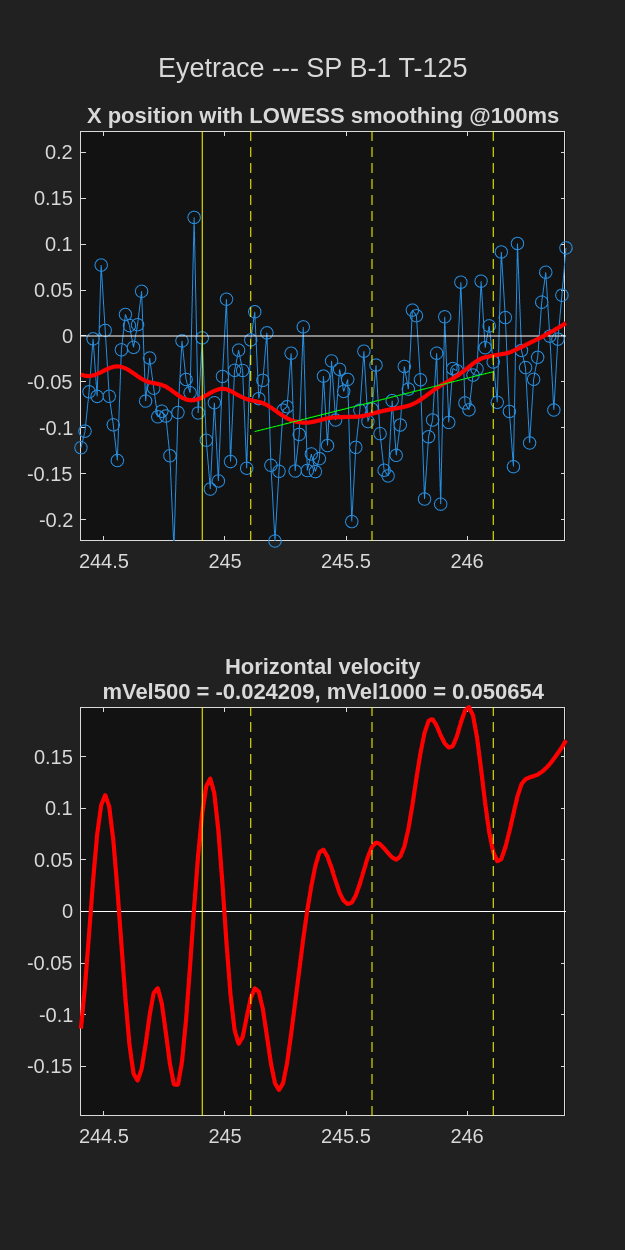 Eyetrace --- SP B-1 T-125
X position with LOWESS smoothing @100ms
0.2
0.15
0.1
0.05
0
-0.05
-0.1
-0.15
-0.2
244.5 245 245.5 246
Horizontal velocity
mVel500 = -0.024209, mVel1000 = 0.050654
0.15
0.1
0.05
0
-0.05
-0.1
-0.15
244.5 245 245.5 246